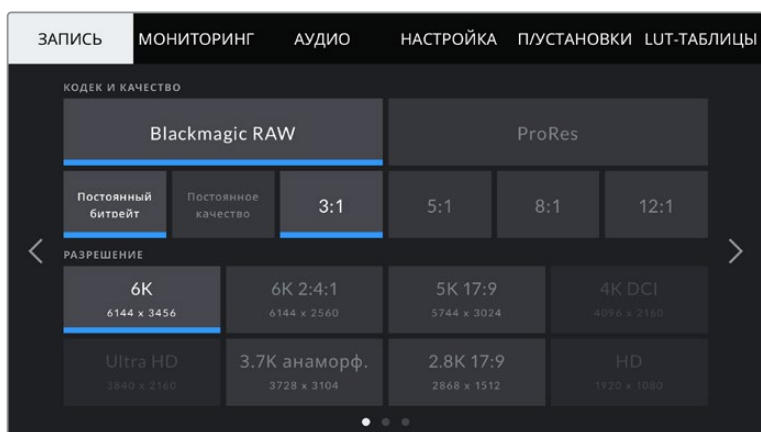 ЗАПИСЬ МОНИТОРИНГ АУДИО НАСТРОЙКА П/УСТАНОВКИ LUT-ТАБЛИЦЫ
КОДЕК И КАЧЕСТВО
Blackmagic RAW ProRes
Постоянный битрейт Постоянное качество 3:1 5:1 8:1 12:1
РАЗРЕШЕНИЕ
6K 6K 2:4:1 5K 17:9 4K DCI
6144 x 3456 6144 x 2560 5744 x 3024 4096 x 2160
Ultra HD 3.7K анаморф. 2.8K 17:9 HD
3840 x 2160 3728 x 3104 2868 x 1512 1920 x 1080